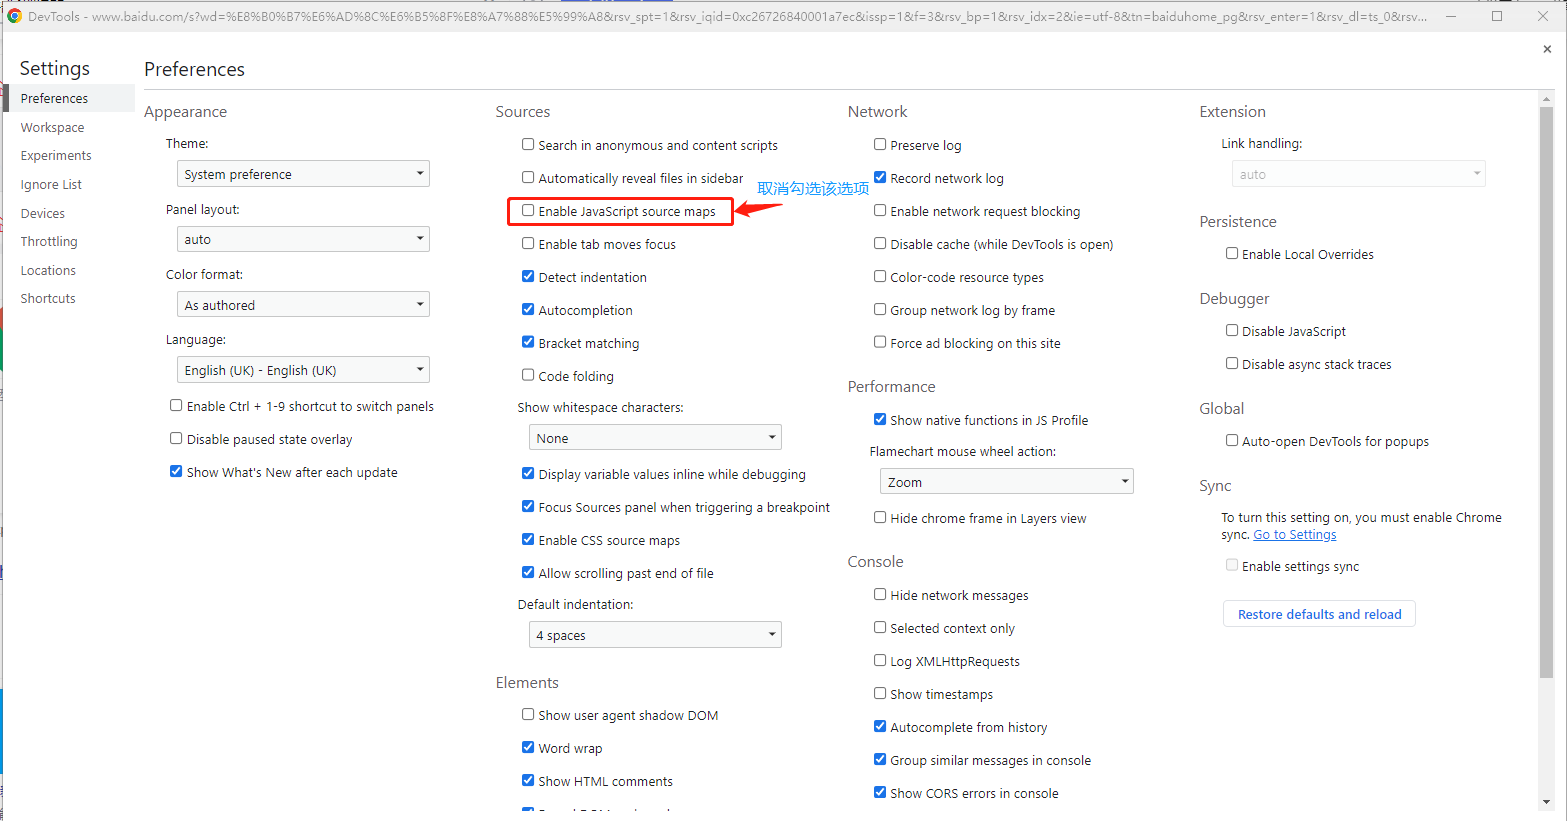 DevTools - www.baidu.com/s?wd=%E8%B0%B7%E6%AD%8C%E6%B5%8F%E8%A7%88%E5%99%A8&rsv_spt=1&rsv_iqid=0xc26726840001a7ec&issp=1&f=3&rsv_bp=1&rsv_idx=2&ie=utf-8&tn=baiduhome_pg&rsv_enter=1&rsv_dl=ts_0&rsv...
Settings
Preferences
Workspace
Experiments
Ignore List
Devices
Throttling
Locations
Shortcuts
Preferences
Appearance
Theme:
System preference
Panel layout:
auto
Color format:
As authored
Language:
English (UK) - English (UK)
Enable Ctrl + 1-9 shortcut to switch panels
Disable paused state overlay
Show What's New after each update
Sources
Search in anonymous and content scripts
Automatically reveal files in sidebar
取消勾选该选项
Enable JavaScript source maps
Enable tab moves focus
Detect indentation
Autocompletion
Bracket matching
Code folding
Show whitespace characters:
None
Display variable values inline while debugging
Focus Sources panel when triggering a breakpoint
Enable CSS source maps
Allow scrolling past end of file
Default indentation:
4 spaces
Elements
Show user agent shadow DOM
Word wrap
Show HTML comments
Network
Preserve log
Record network log
Enable network request blocking
Disable cache (while DevTools is open)
Color-code resource types
Group network log by frame
Force ad blocking on this site
Performance
Show native functions in JS Profile
Flamechart mouse wheel action:
Zoom
Hide chrome frame in Layers view
Console
Hide network messages
Selected context only
Log XMLHttpRequests
Show timestamps
Autocomplete from history
Group similar messages in console
Show CORS errors in console
Extension
Link handling:
auto
Persistence
Enable Local Overrides
Debugger
Disable JavaScript
Disable async stack traces
Global
Auto-open DevTools for popups
Sync
To turn this setting on, you must enable Chrome
sync. Go to Settings
Enable settings sync
Restore defaults and reload